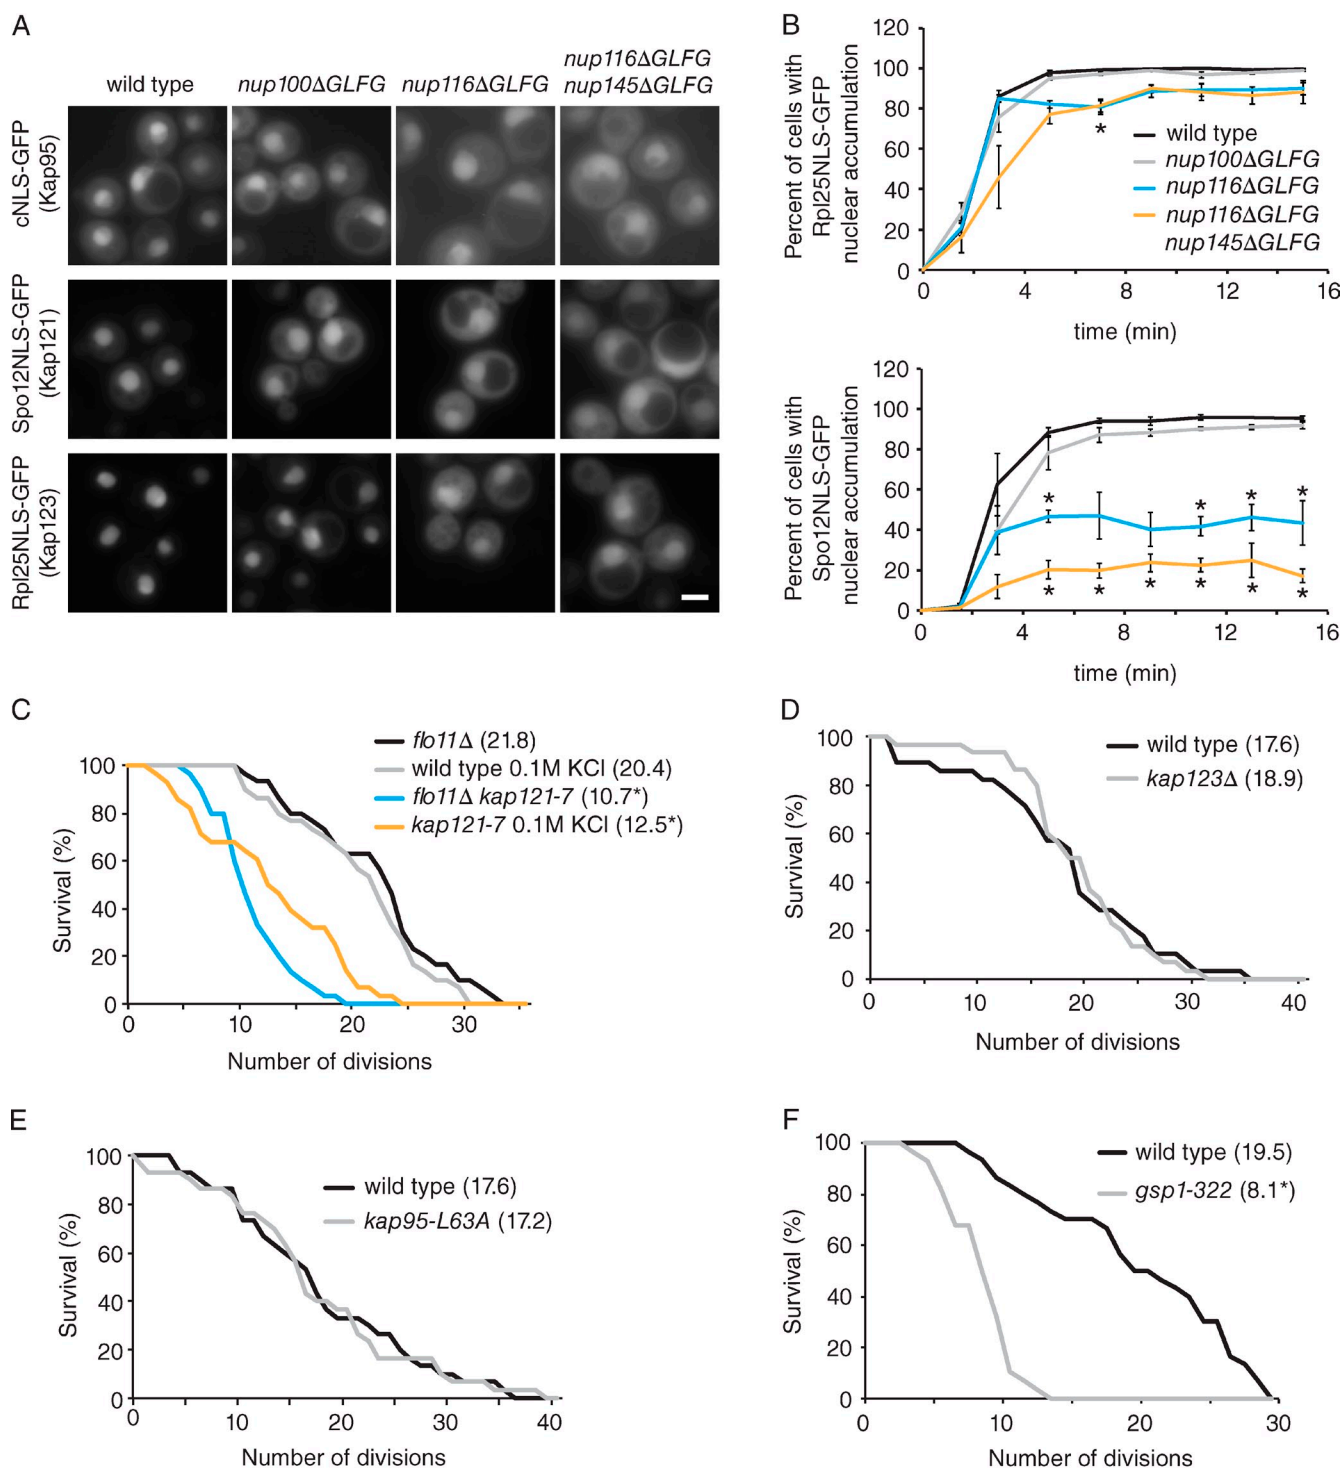 A
wild type
nup100ΔGLFG
nup116ΔGLFG
nup116ΔGLFG
nup145ΔGLFG
cNLS-GFP
(Kap95)
Spo12NLS-GFP
(Kap121)
Rpl25NLS-GFP
(Kap123)
B
Percent of cells with
Rpl25NLS-GFP
nuclear accumulation
120
100
80
60
40
20
0
*
wild type
nup100ΔGLFG
nup116ΔGLFG
nup116ΔGLFG
nup145ΔGLFG
0 4 8 12 16
time (min)
Percent of cells with
Spo12NLS-GFP
nuclear accumulation
120
100
80
60
40
20
0
* * * *
* * * * * *
0 4 8 12 16
time (min)
C
flo11Δ (21.8)
wild type 0.1M KCl (20.4)
flo11Δ kap121-7 (10.7*)
kap121-7 0.1M KCl (12.5*)
Survival (%)
100
80
60
40
20
0
0 10 20 30
Number of divisions
D
wild type (17.6)
kap123Δ (18.9)
Survival (%)
100
80
60
40
20
0
0 10 20 30 40
Number of divisions
E
wild type (17.6)
kap95-L63A (17.2)
Survival (%)
100
80
60
40
20
0
0 10 20 30 40
Number of divisions
F
wild type (19.5)
gsp1-322 (8.1*)
Survival (%)
100
80
60
40
20
0
0 10 20 30
Number of divisions